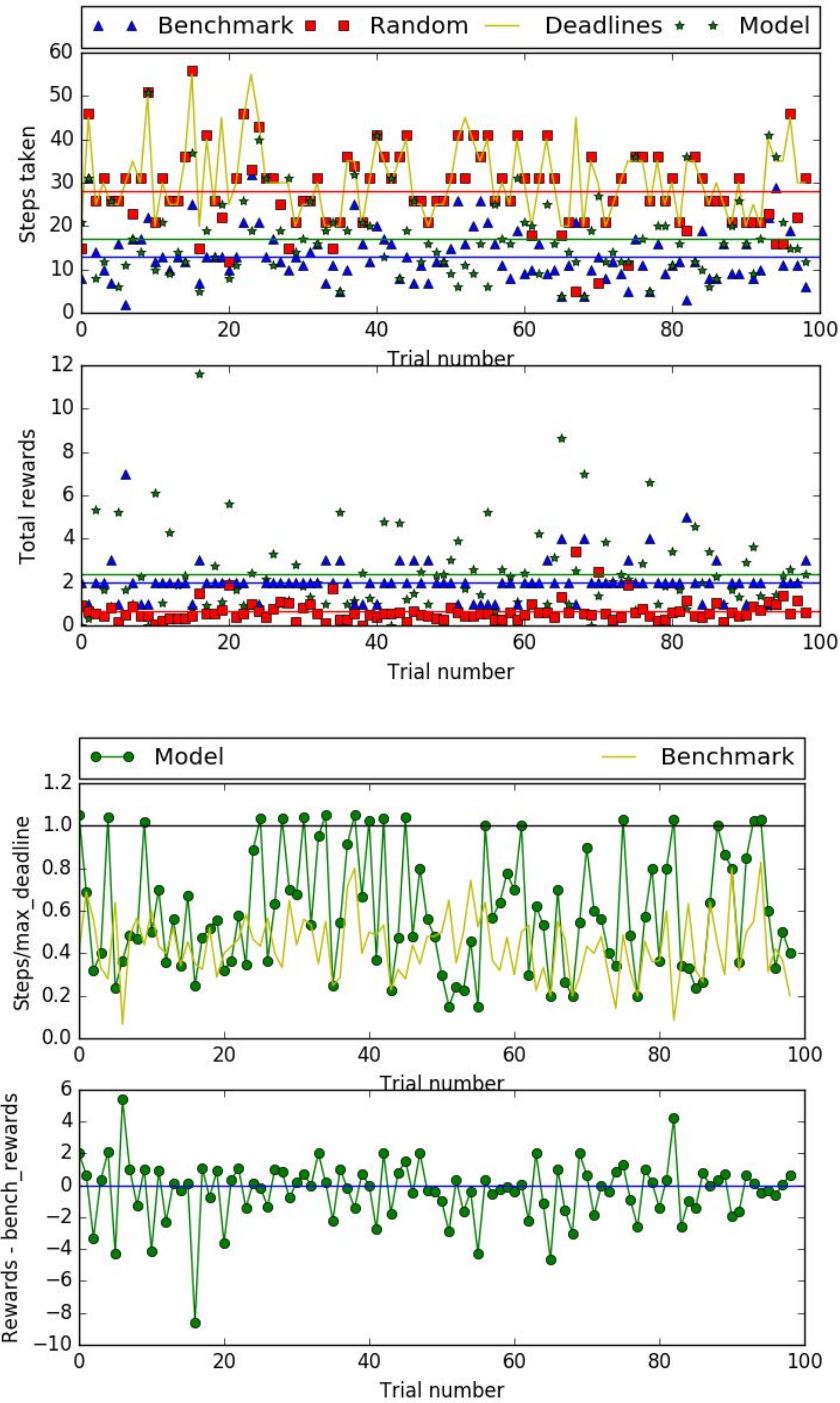 Benchmark Random Deadlines Model
60
50
40
30
20
10
0
Steps taken
0 20 40 60 80 100
Trial number
12
10
8
6
4
2
0
Total rewards
0 20 40 60 80 100
Trial number
Model Benchmark
1.2
1.0
0.8
0.6
0.4
0.2
0.0
Steps/max_deadline
0 20 40 60 80 100
Trial number
6
4
2
0
−2
−4
−6
−8
−10
Rewards - bench_rewards
0 20 40 60 80 100
Trial number